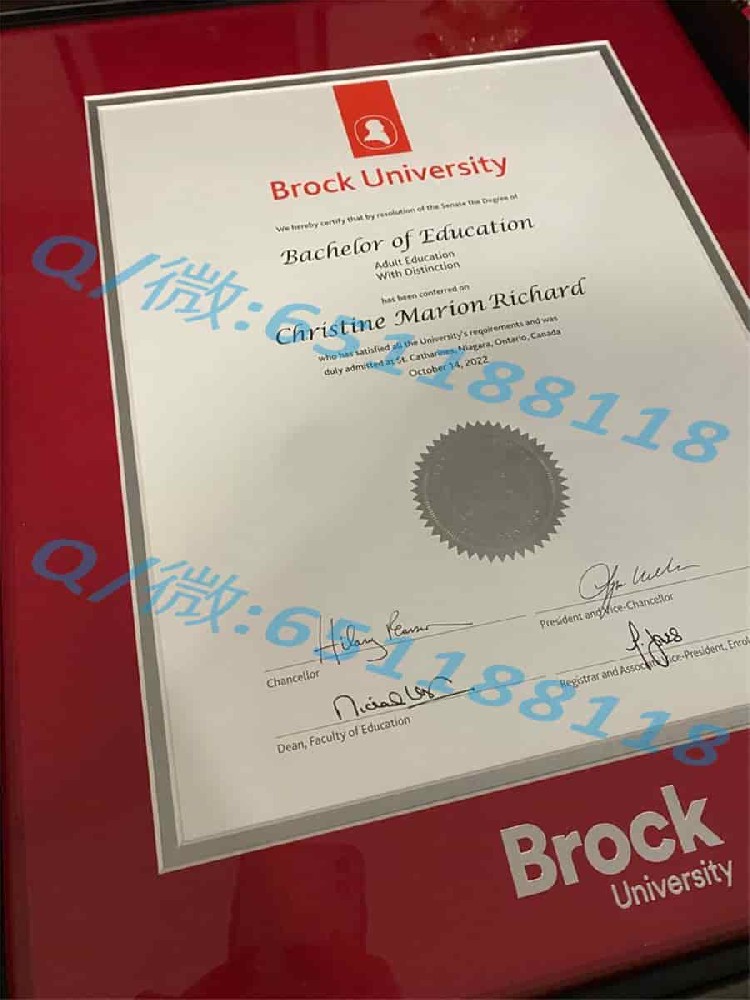 Brock University
We hereby certify that by resolution of the Senate the Degree of
Bachelor of Education
Adult Education
With Distinction
has been conferred on
Christine Marion Richard
who has satisfied all the University's requirements and was
duly admitted at St. Catharines, Niagara, Ontario, Canada
October 14, 2022
Q/微:651188118
President and Vice-Chancellor
Chancellor
Registrar and Associate Vice-President, Enrol
Dean, Faculty of Education
Q/微:651188118
Brock
University